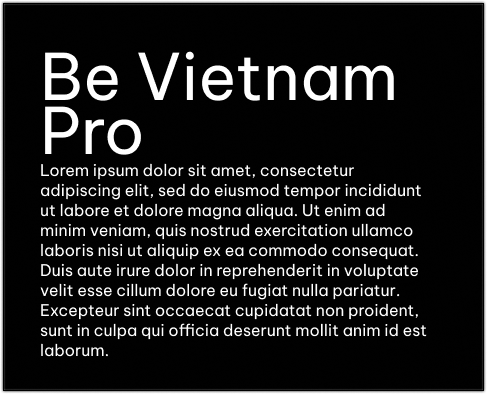 Be Vietnam
Pro
Lorem ipsum dolor sit amet, consectetur
adipiscing elit, sed do eiusmod tempor incididunt
ut labore et dolore magna aliqua. Ut enim ad
minim veniam, quis nostrud exercitation ullamco
laboris nisi ut aliquip ex ea commodo consequat.
Duis aute irure dolor in reprehenderit in voluptate
velit esse cillum dolore eu fugiat nulla pariatur.
Excepteur sint occaecat cupidatat non proident,
sunt in culpa qui officia deserunt mollit anim id est
laborum.